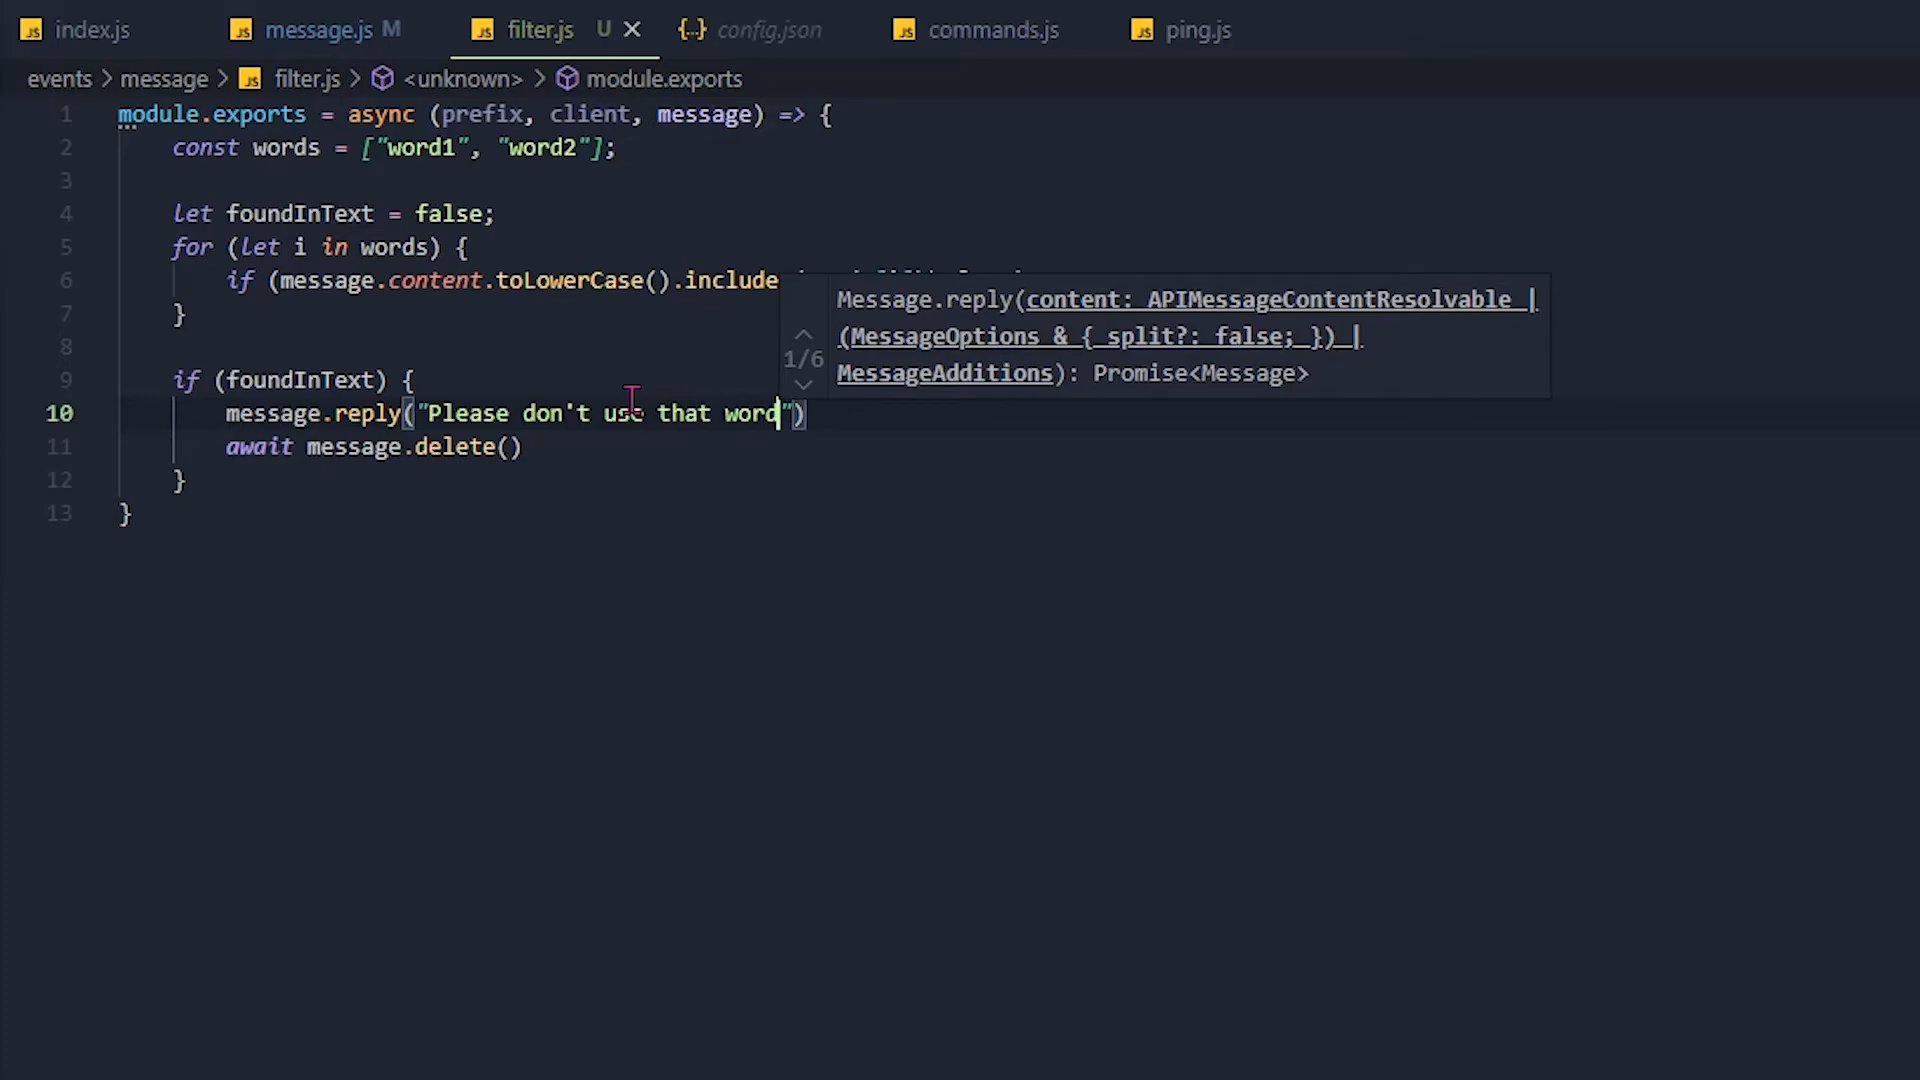 index.js message.js M filter.js U {..} config.json commands.js ping.js
events > message > JS filter.js > <unknown> > module.exports
1 module.exports = async (prefix, client, message) => {
2 const words = ["word1", "word2"];
3
4 let foundInText = false;
5 for (let i in words) {
6 if (message.content.toLowerCase().include
7 }
8
9 if (foundInText) {
10 message.reply("Please don't use that word")
11 await message.delete()
12 }
13 }
Message.reply(content: APIMessageContentResolvable |
(MessageOptions & { split?: false; }) |
1/6
MessageAdditions): Promise<Message>